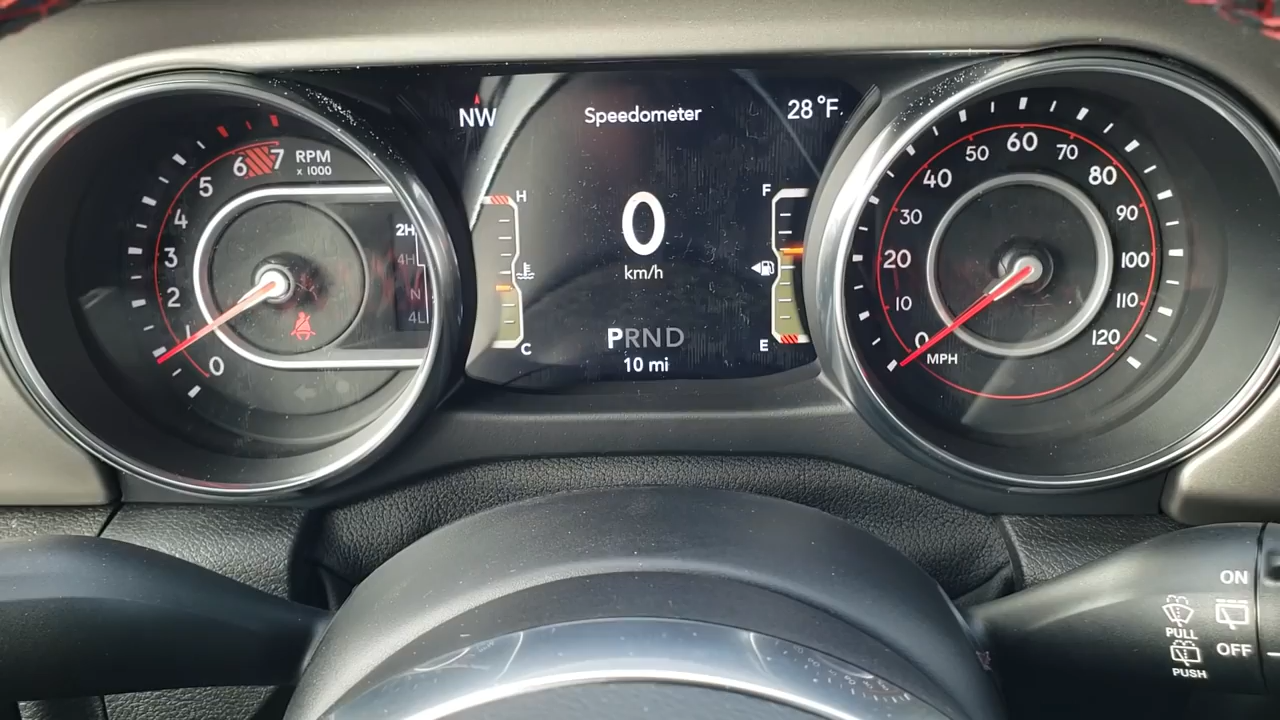 NW
Speedometer
28°F
0
km/h
PRND
10 mi
H
C
F
E
RPM
x 1000
0
1
2
3
4
5
6
7
2H
4H
N
4L
0
10
20
30
40
50
60
70
80
90
100
110
120
MPH
ON
OFF
PULL
PUSH